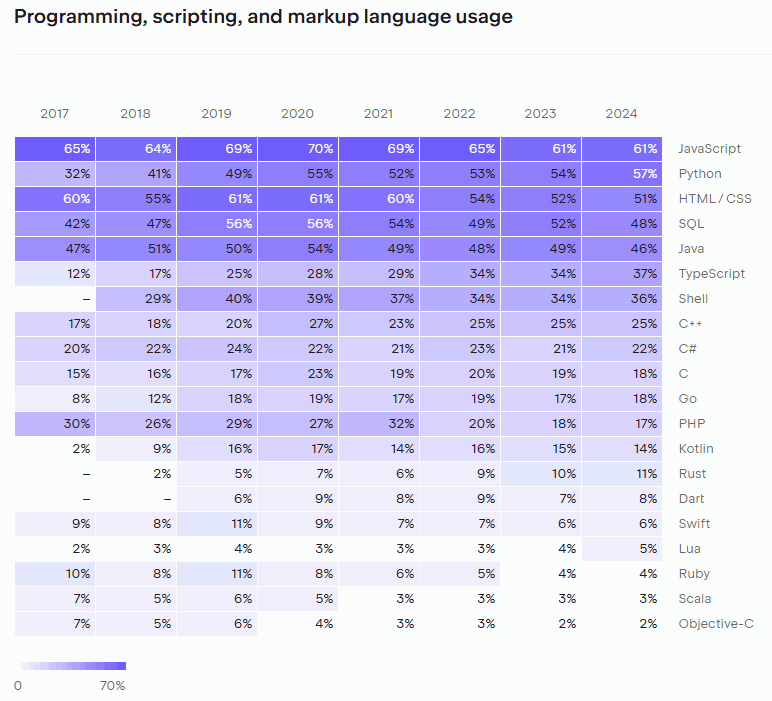 Programming, scripting, and markup language usage
2017 2018 2019 2020 2021 2022 2023 2024
65% 64% 69% 70% 69% 65% 61% 61% JavaScript
32% 41% 49% 55% 52% 53% 54% 57% Python
60% 55% 61% 61% 60% 54% 52% 51% HTML / CSS
42% 47% 56% 56% 54% 49% 52% 48% SQL
47% 51% 50% 54% 49% 48% 49% 46% Java
12% 17% 25% 28% 29% 34% 34% 37% TypeScript
– 29% 40% 39% 37% 34% 34% 36% Shell
17% 18% 20% 27% 23% 25% 25% 25% C++
20% 22% 24% 22% 21% 23% 21% 22% C#
15% 16% 17% 23% 19% 20% 19% 18% C
8% 12% 18% 19% 17% 19% 17% 18% Go
30% 26% 29% 27% 32% 20% 18% 17% PHP
2% 9% 16% 17% 14% 16% 15% 14% Kotlin
– 2% 5% 7% 6% 9% 10% 11% Rust
– – 6% 9% 8% 9% 7% 8% Dart
9% 8% 11% 9% 7% 7% 6% 6% Swift
2% 3% 4% 3% 3% 3% 4% 5% Lua
10% 8% 11% 8% 6% 5% 4% 4% Ruby
7% 5% 6% 5% 3% 3% 3% 3% Scala
7% 5% 6% 4% 3% 3% 2% 2% Objective-C
0 70%